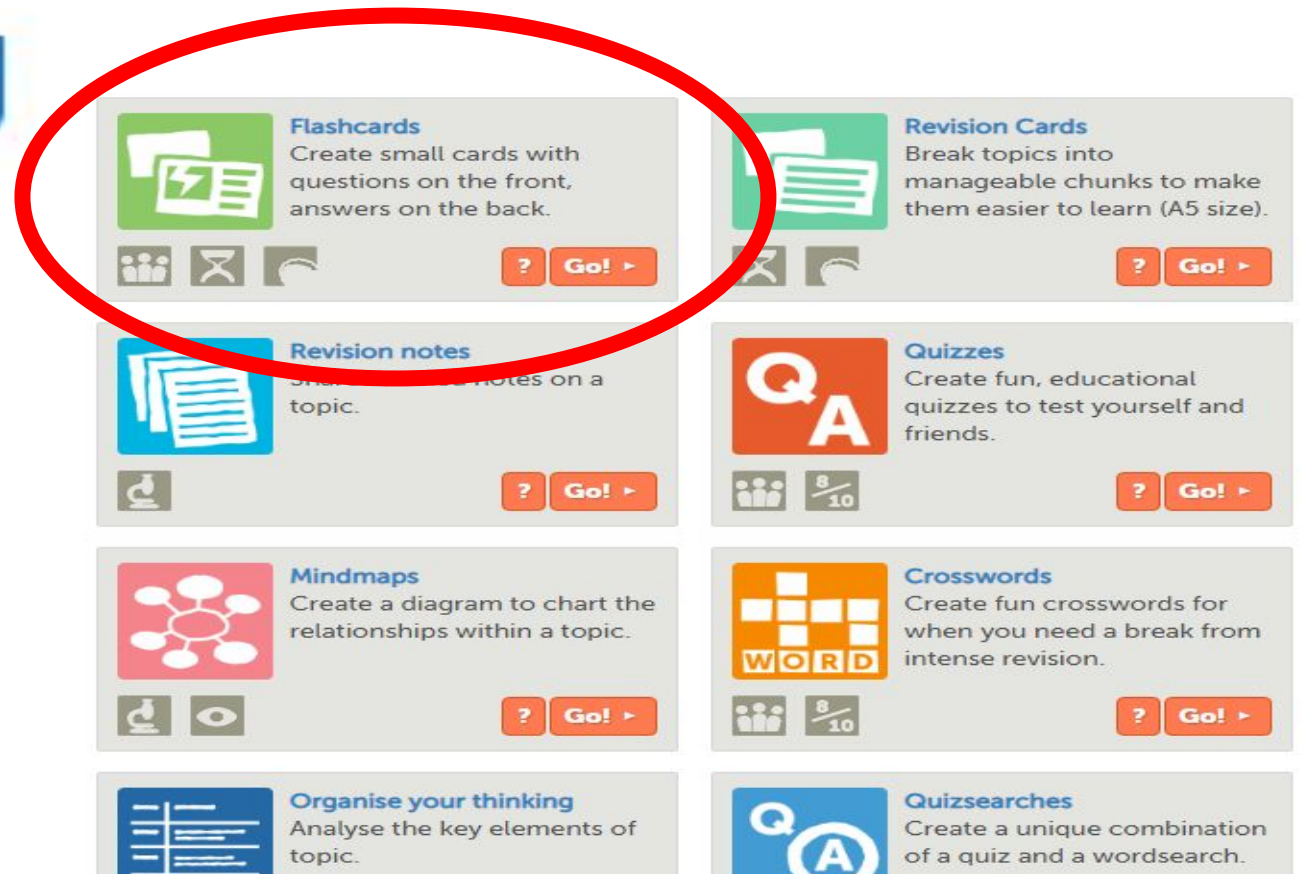 Flashcards
Create small cards with
questions on the front,
answers on the back.
? Go!
Revision Cards
Break topics into
manageable chunks to make
them easier to learn (A5 size).
? Go!
Revision notes
notes on a
topic.
? Go!
Q A
Quizzes
Create fun, educational
quizzes to test yourself and
friends.
8/10
? Go!
Mindmaps
Create a diagram to chart the
relationships within a topic.
? Go!
WORD
Crosswords
Create fun crosswords for
when you need a break from
intense revision.
8/10
? Go!
Organise your thinking
Analyse the key elements of
topic.
Q A
Quizsearches
Create a unique combination
of a quiz and a wordsearch.